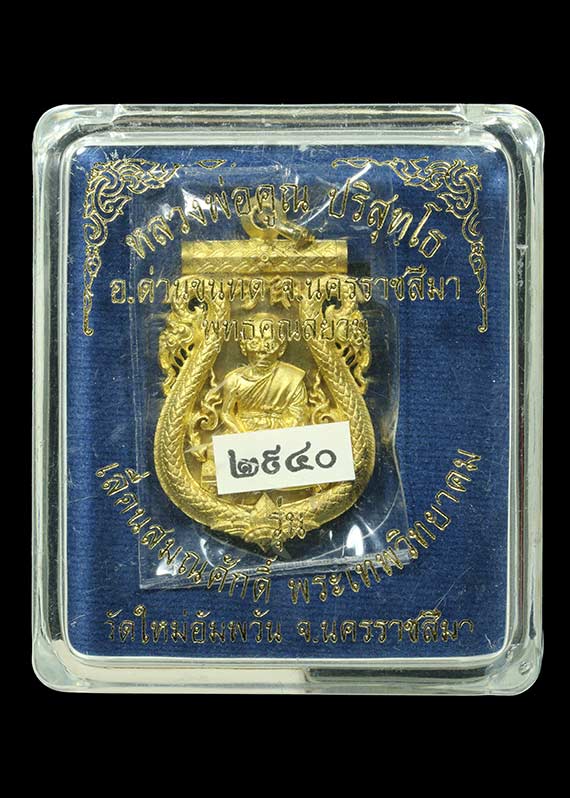 หลวงพ่อคูณ ปริสุทฺโธ
อ.ด่านขุนทด จ.นครราชสีมา
พุทธคูณสยาม
๒๙๔๐
รุ่น
เลื่อนสมณศักดิ์ พระเทพวิทยาคม
วัดใหม่อัมพวัน จ.นครราชสีมา